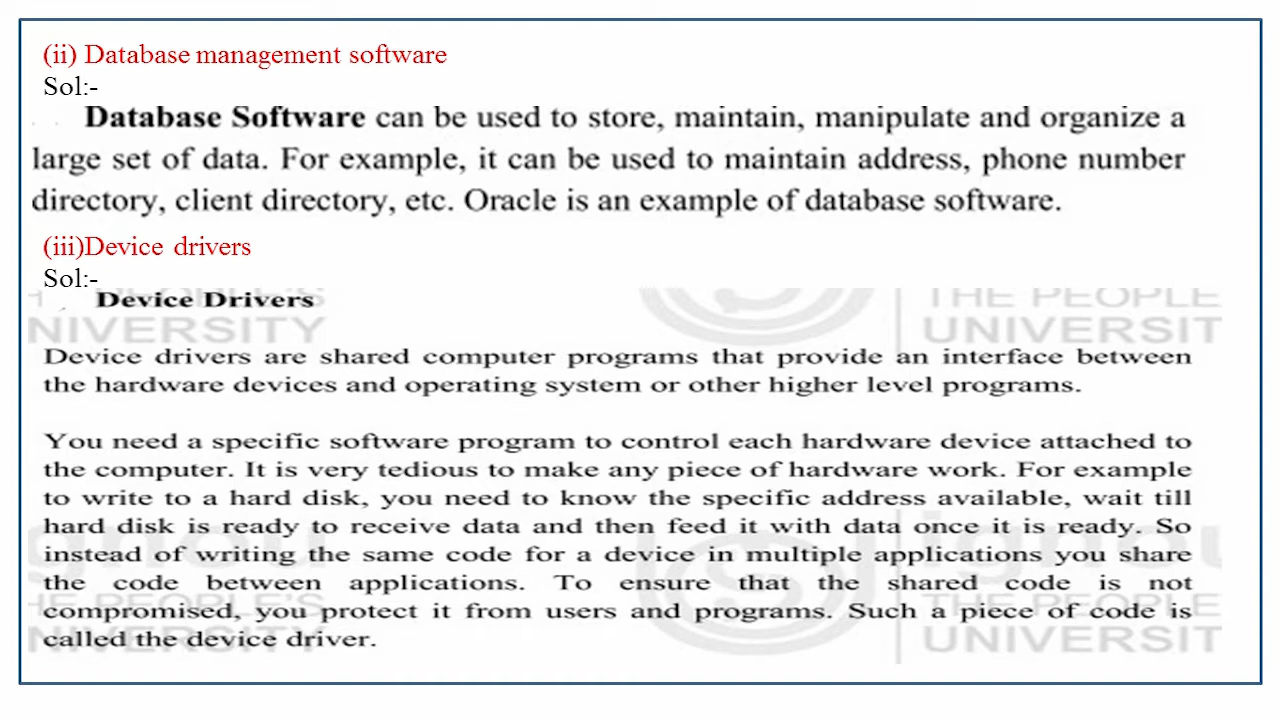 (ii) Database management software
Sol:-
Database Software can be used to store, maintain, manipulate and organize a
large set of data. For example, it can be used to maintain address, phone number
directory, client directory, etc. Oracle is an example of database software.
(iii)Device drivers
Sol:-
Device Drivers
THE PEOPLE
NIVERSITY
UNIVERSIT
Device drivers are shared computer programs that provide an interface between
the hardware devices and operating system or other higher level programs.
You need a specific software program to control each hardware device attached to
the computer. It is very tedious to make any piece of hardware work. For example
to write to a hard disk, you need to know the specific address available, wait till
hard disk is ready to receive data and then feed it with data once it is ready. So
instead of writing the same code for a device in multiple applications you share
the code between applications. To ensure that the shared code is not
compromised, you protect it from users and programs. Such a piece of code is
called the device driver.
NIVERSITY
UNIVERSIT